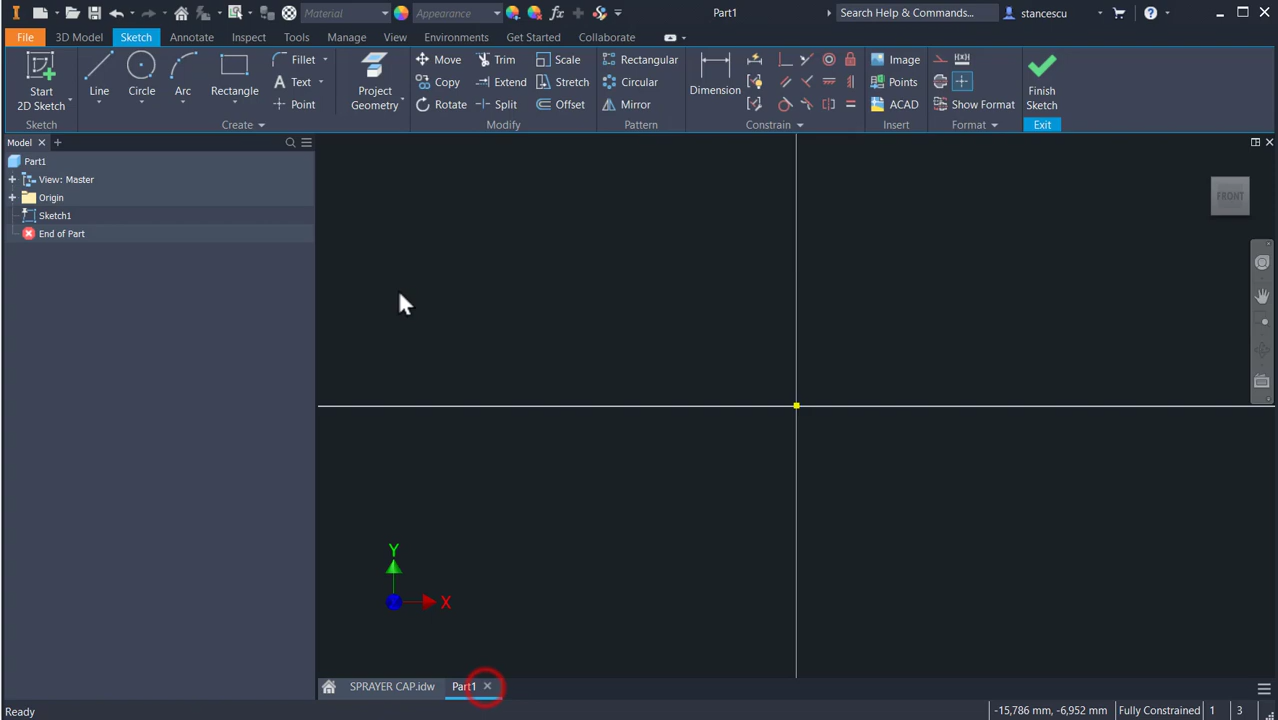 Material
Appearance
Part1
Search Help & Commands...
stancescu
File
3D Model
Sketch
Annotate
Inspect
Tools
Manage
View
Environments
Get Started
Collaborate
Start
2D Sketch
Line
Circle
Arc
Rectangle
Fillet
Text
Point
Project
Geometry
Move
Copy
Rotate
Trim
Extend
Split
Scale
Stretch
Offset
Rectangular
Circular
Mirror
Dimension
Image
Points
ACAD
Show Format
Finish
Sketch
Sketch
Create
Modify
Pattern
Constrain
Insert
Format
Exit
Model
Part1
View: Master
Origin
Sketch1
End of Part
FRONT
Y
X
SPRAYER CAP.idw
Part1
Ready
-15,786 mm, -6,952 mm
Fully Constrained
1
3